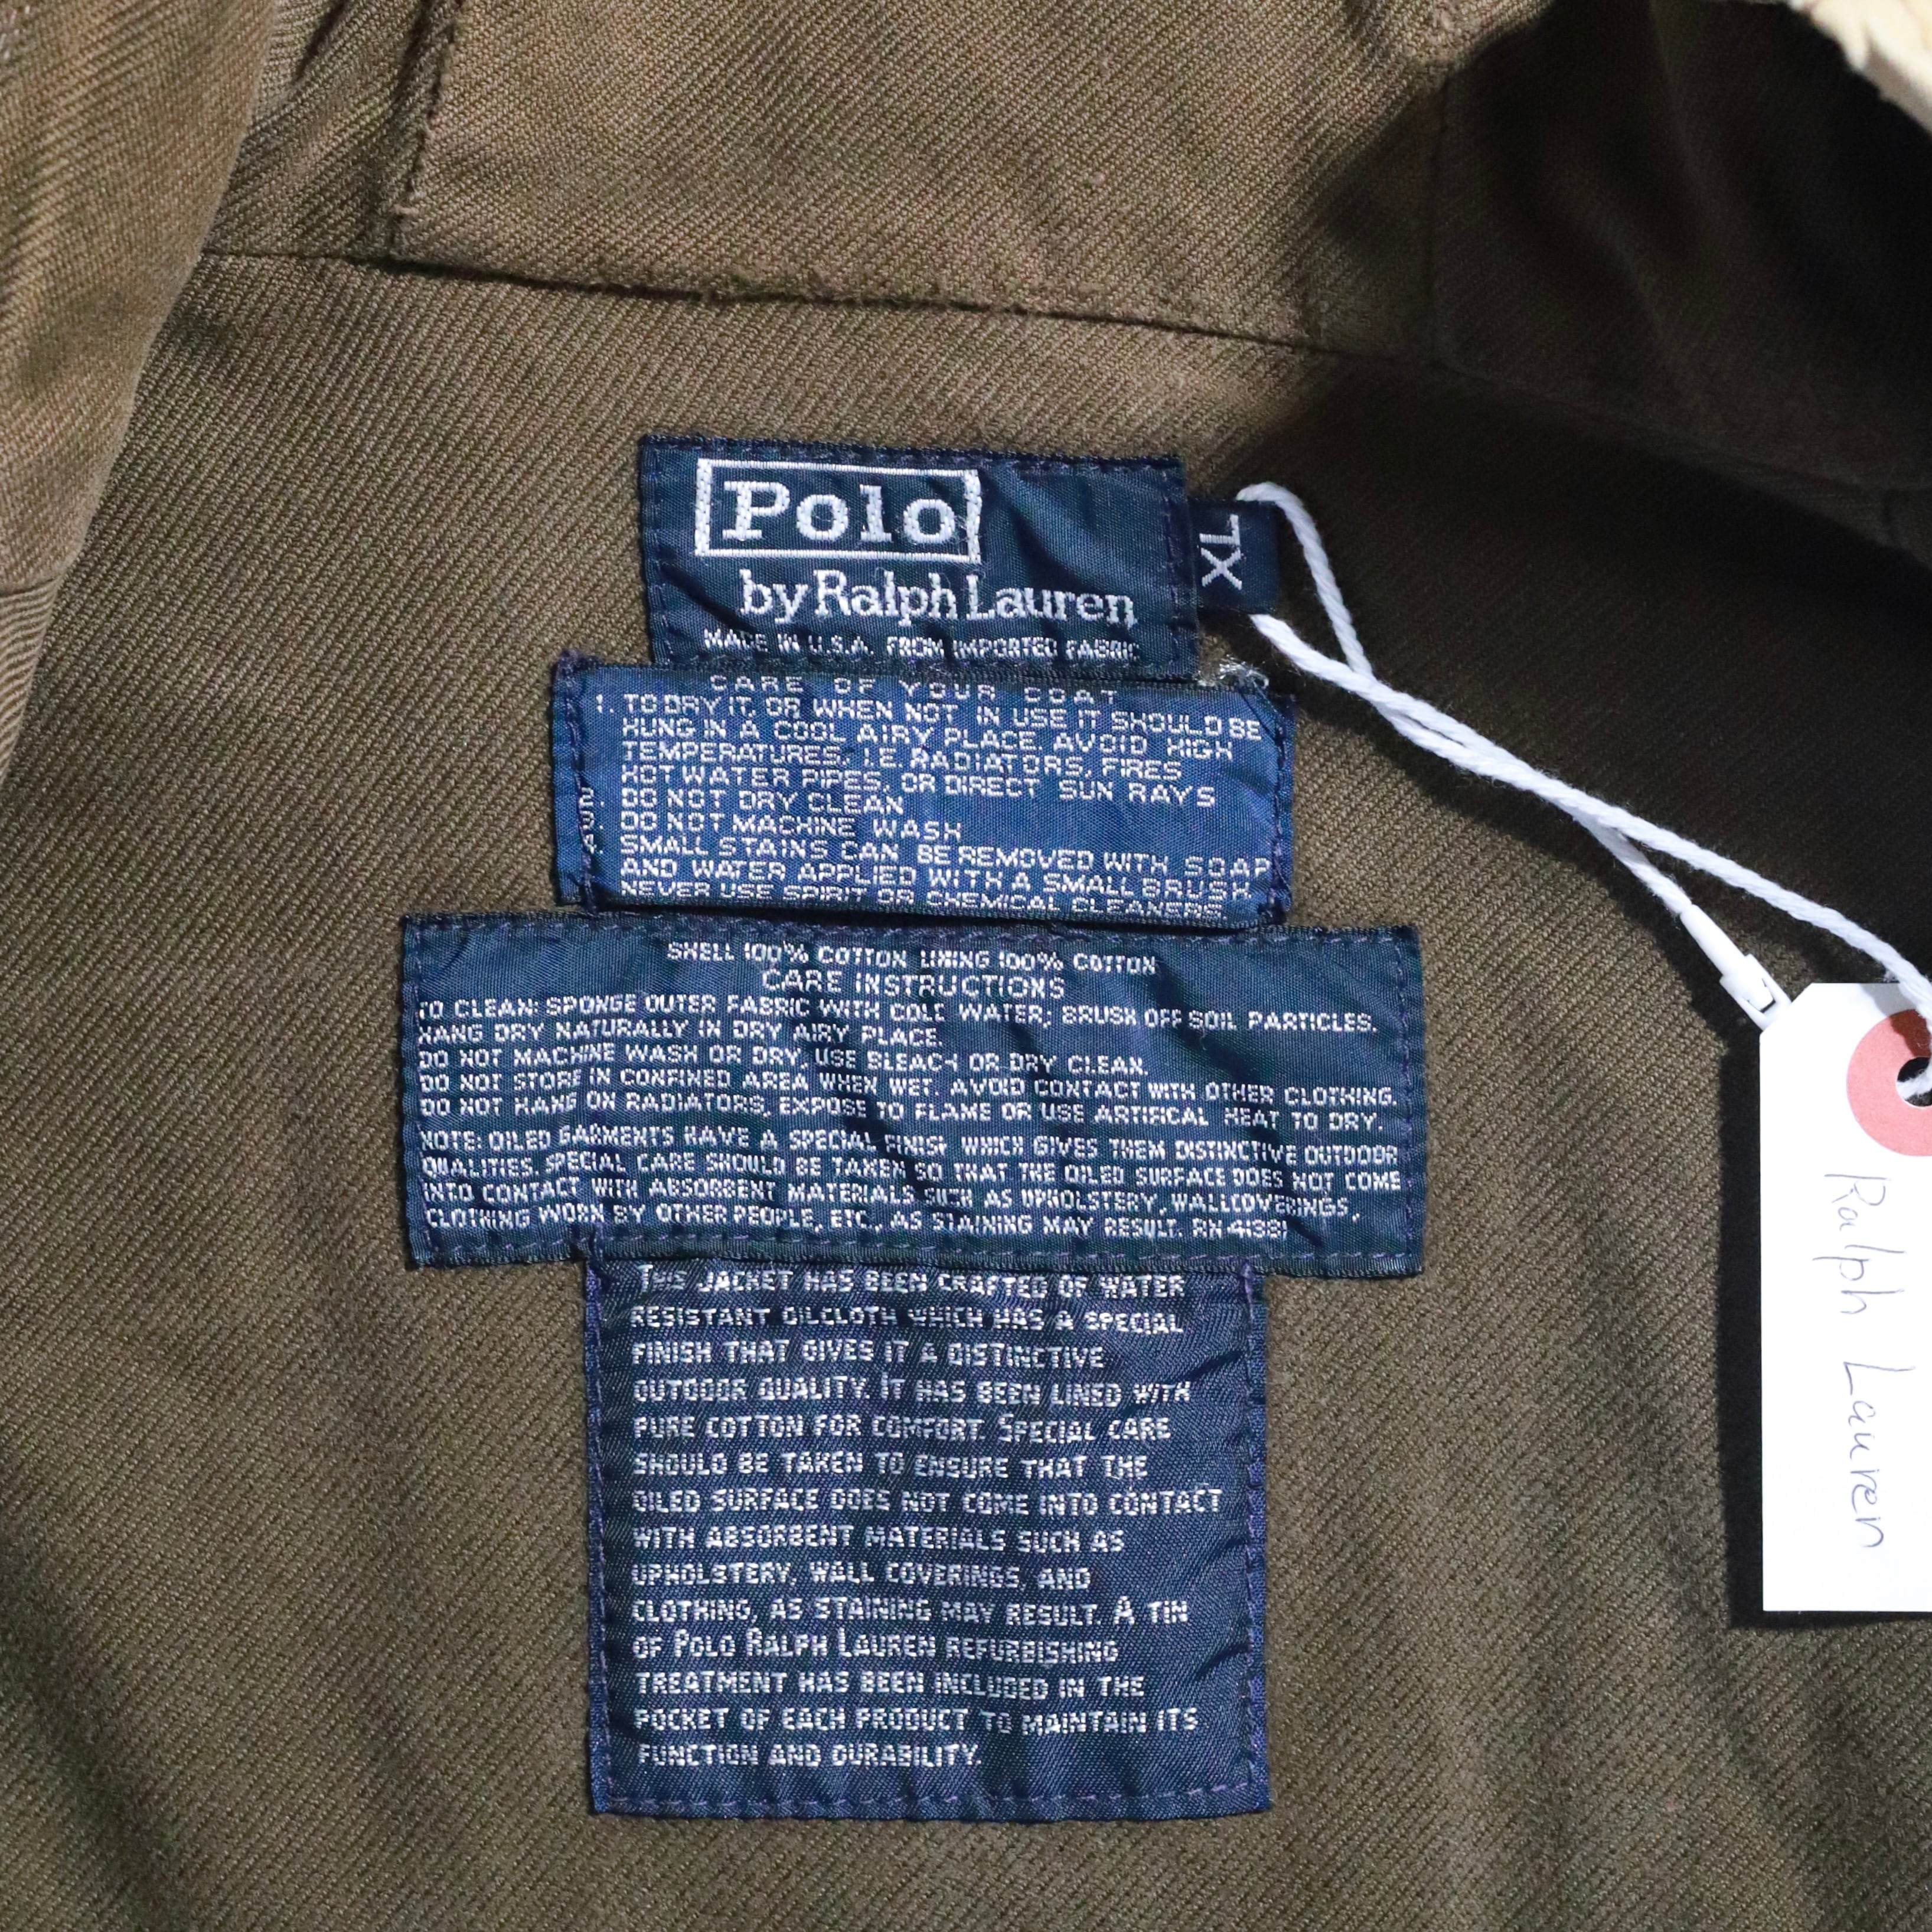 Polo
by Ralph Lauren
MADE IN U.S.A. FROM IMPORTED FABRIC
XL
CARE OF YOUR COAT
1. TO DRY IT, OR WHEN NOT IN USE IT SHOULD BE
HUNG IN A COOL AIRY PLACE, AVOID HIGH
TEMPERATURES, I.E. RADIATORS, FIRES
HOT WATER PIPES, OR DIRECT SUN RAYS
2. DO NOT DRY CLEAN
3. DO NOT MACHINE WASH
4. SMALL STAINS CAN BE REMOVED WITH SOAP
AND WATER APPLIED WITH A SMALL BRUSH
NEVER USE SPIRIT OR CHEMICAL CLEANERS.
SHELL 100% COTTON LINING 100% COTTON
CARE INSTRUCTIONS
TO CLEAN: SPONGE OUTER FABRIC WITH COLD WATER; BRUSH OFF SOIL PARTICLES.
HANG DRY NATURALLY IN DRY AIRY PLACE.
DO NOT MACHINE WASH OR DRY, USE BLEACH OR DRY CLEAN.
DO NOT STORE IN CONFINED AREA WHEN WET. AVOID CONTACT WITH OTHER CLOTHING.
DO NOT HANG ON RADIATORS, EXPOSE TO FLAME OR USE ARTIFICAL HEAT TO DRY.
NOTE: OILED GARMENTS HAVE A SPECIAL FINISH WHICH GIVES THEM DISTINCTIVE OUTDOOR
QUALITIES. SPECIAL CARE SHOULD BE TAKEN SO THAT THE OILED SURFACE DOES NOT COME
INTO CONTACT WITH ABSORBENT MATERIALS SUCH AS UPHOLSTERY, WALLCOVERINGS,
CLOTHING WORN BY OTHER PEOPLE, ETC., AS STAINING MAY RESULT. RN 41381
THIS JACKET HAS BEEN CRAFTED OF WATER
RESISTANT OILCLOTH WHICH HAS A SPECIAL
FINISH THAT GIVES IT A DISTINCTIVE
OUTDOOR QUALITY. IT HAS BEEN LINED WITH
PURE COTTON FOR COMFORT. SPECIAL CARE
SHOULD BE TAKEN TO ENSURE THAT THE
OILED SURFACE DOES NOT COME INTO CONTACT
WITH ABSORBENT MATERIALS SUCH AS
UPHOLSTERY, WALL COVERINGS, AND
CLOTHING, AS STAINING MAY RESULT. A TIN
OF POLO RALPH LAUREN REFURBISHING
TREATMENT HAS BEEN INCLUDED IN THE
POCKET OF EACH PRODUCT TO MAINTAIN ITS
FUNCTION AND DURABILITY.
Ralph Lauren